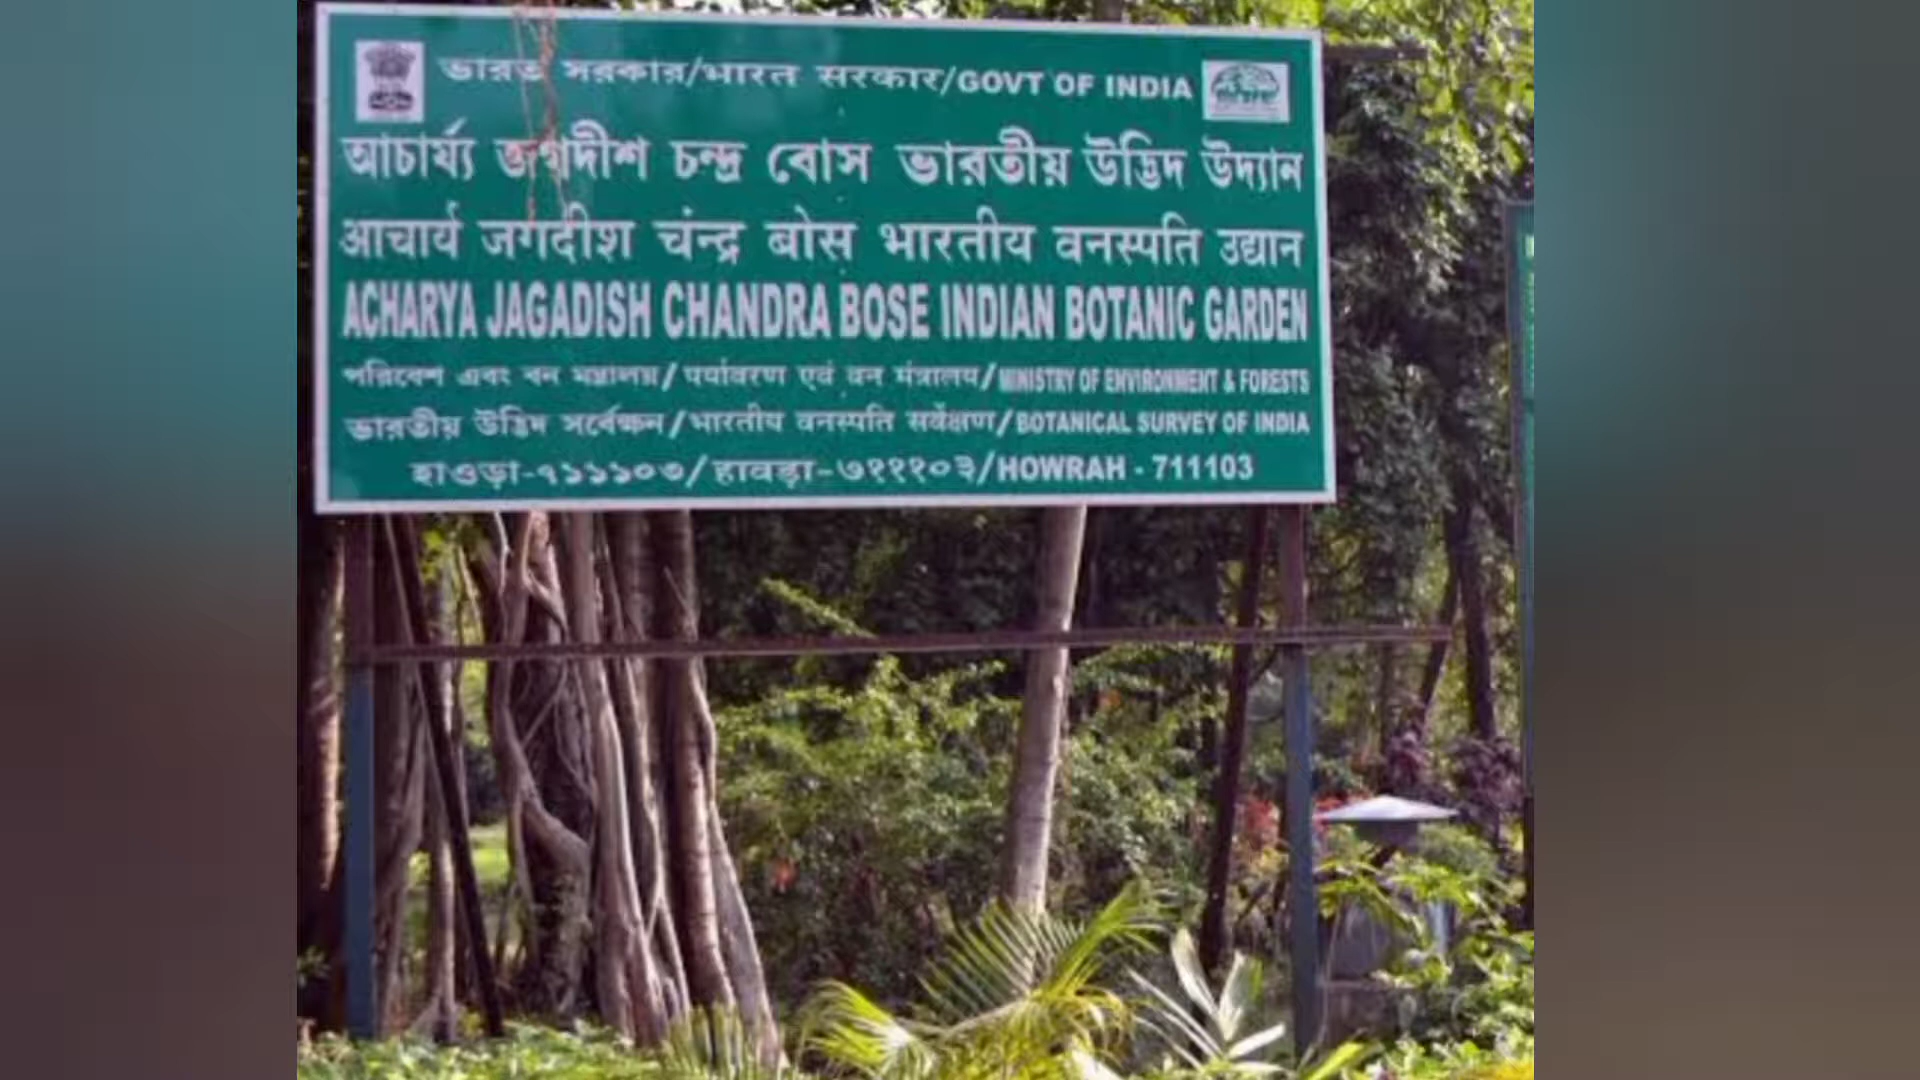 ভারত সরকার/भारत सरकार/GOVT OF INDIA
আচার্য্য জগদীশ চন্দ্র বোস ভারতীয় উদ্ভিদ উদ্যান
आचार्य जगदीश चंन्द्र बोस भारतीय वनस्पति उद्यान
ACHARYA JAGADISH CHANDRA BOSE INDIAN BOTANIC GARDEN
পরিবেশ এবং বন মন্ত্রালয়/पर्यावरण एवं वन मंत्रालय/MINISTRY OF ENVIRONMENT & FORESTS
ভারতীয় উদ্ভিদ সর্বেক্ষন/भारतीय वनस्पति सर्वेक्षण/BOTANICAL SURVEY OF INDIA
হাওড়া-৭১১১০৩/हावड़ा-७१११०३/HOWRAH - 711103